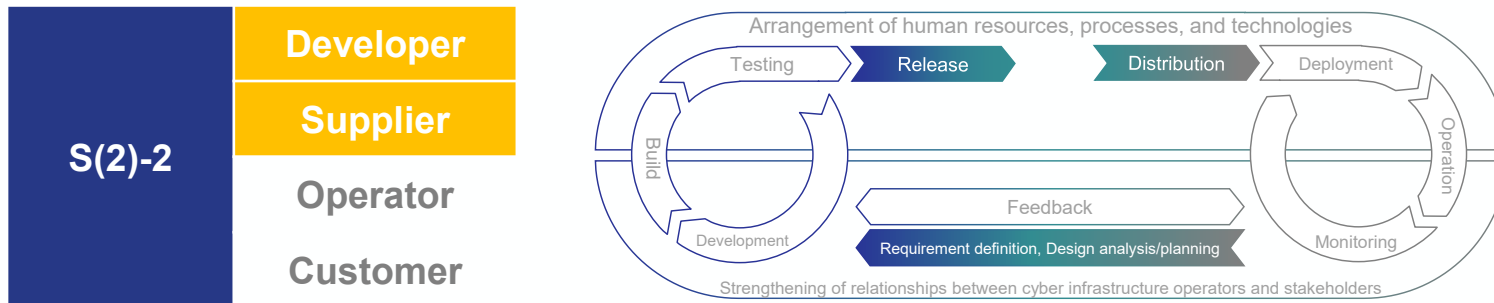 S(2)-2
Developer
Supplier
Operator
Customer
Arrangement of human resources, processes, and technologies
Testing
Release
Distribution
Deployment
Build
Operation
Feedback
Development
Requirement definition, Design analysis/planning
Monitoring
Strengthening of relationships between cyber infrastructure operators and stakeholders